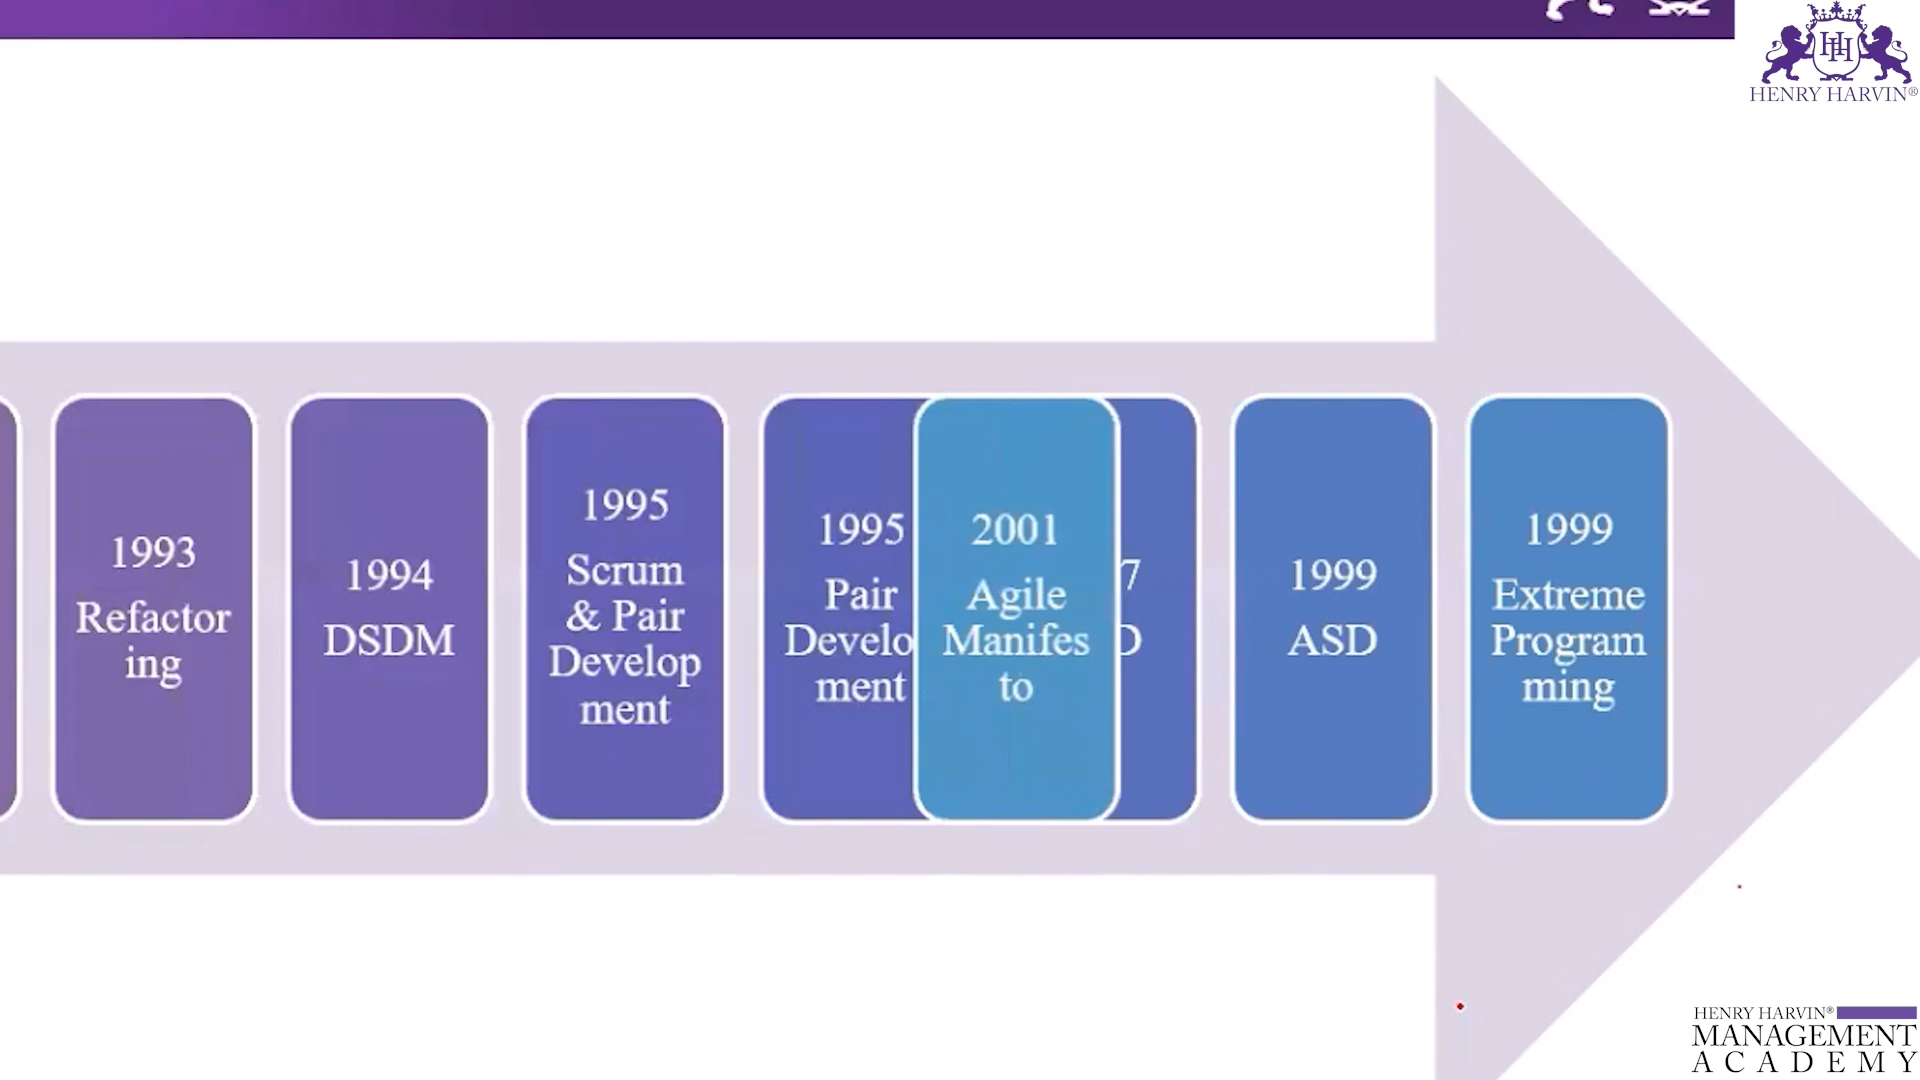 HENRY HARVIN®
1993
Refactor
ing
1994
DSDM
1995
Scrum
& Pair
Develop
ment
1995
Pair
Develo
ment
2001
Agile
Manifes
to
7
D
1999
ASD
1999
Extreme
Program
ming
HENRY HARVIN®
MANAGEMENT
ACADEMY